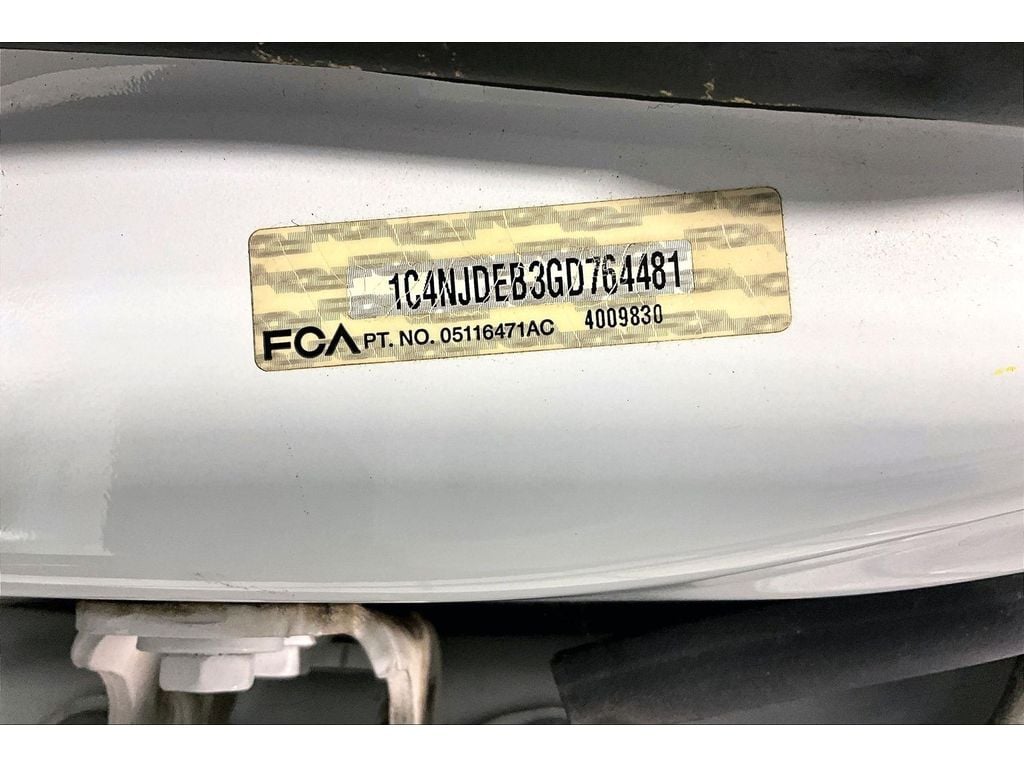 1C4NJDEB3GD764481
FCA PT. NO. 05116471AC 4009830